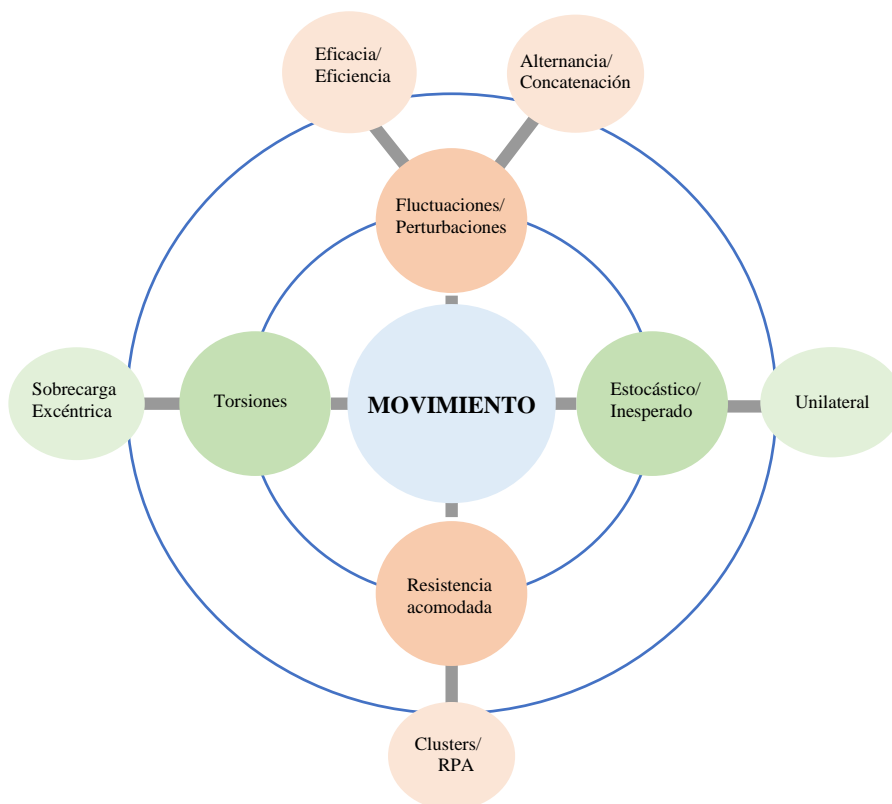 Eficacia/
Eficiencia
Alternancia/
Concatenación
Fluctuaciones/
Perturbaciones
Sobrecarga
Excéntrica
Torsiones
MOVIMIENTO
Estocástico/
Inesperado
Unilateral
Resistencia
acomodada
Clusters/
RPA